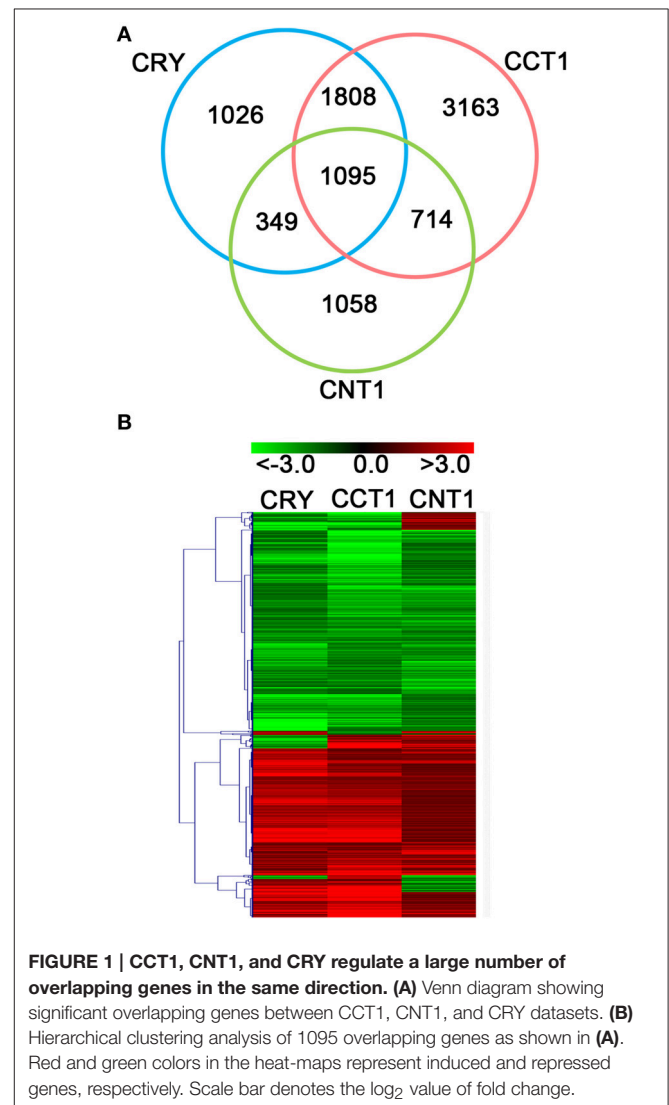 A
CRY
CCT1
1026
1808
3163
1095
349
714
1058
CNT1
B
<-3.0 0.0 >3.0
CRY CCT1 CNT1
FIGURE 1 | CCT1, CNT1, and CRY regulate a large number of
overlapping genes in the same direction. (A) Venn diagram showing
significant overlapping genes between CCT1, CNT1, and CRY datasets. (B)
Hierarchical clustering analysis of 1095 overlapping genes as shown in (A).
Red and green colors in the heat-maps represent induced and repressed
genes, respectively. Scale bar denotes the log2 value of fold change.